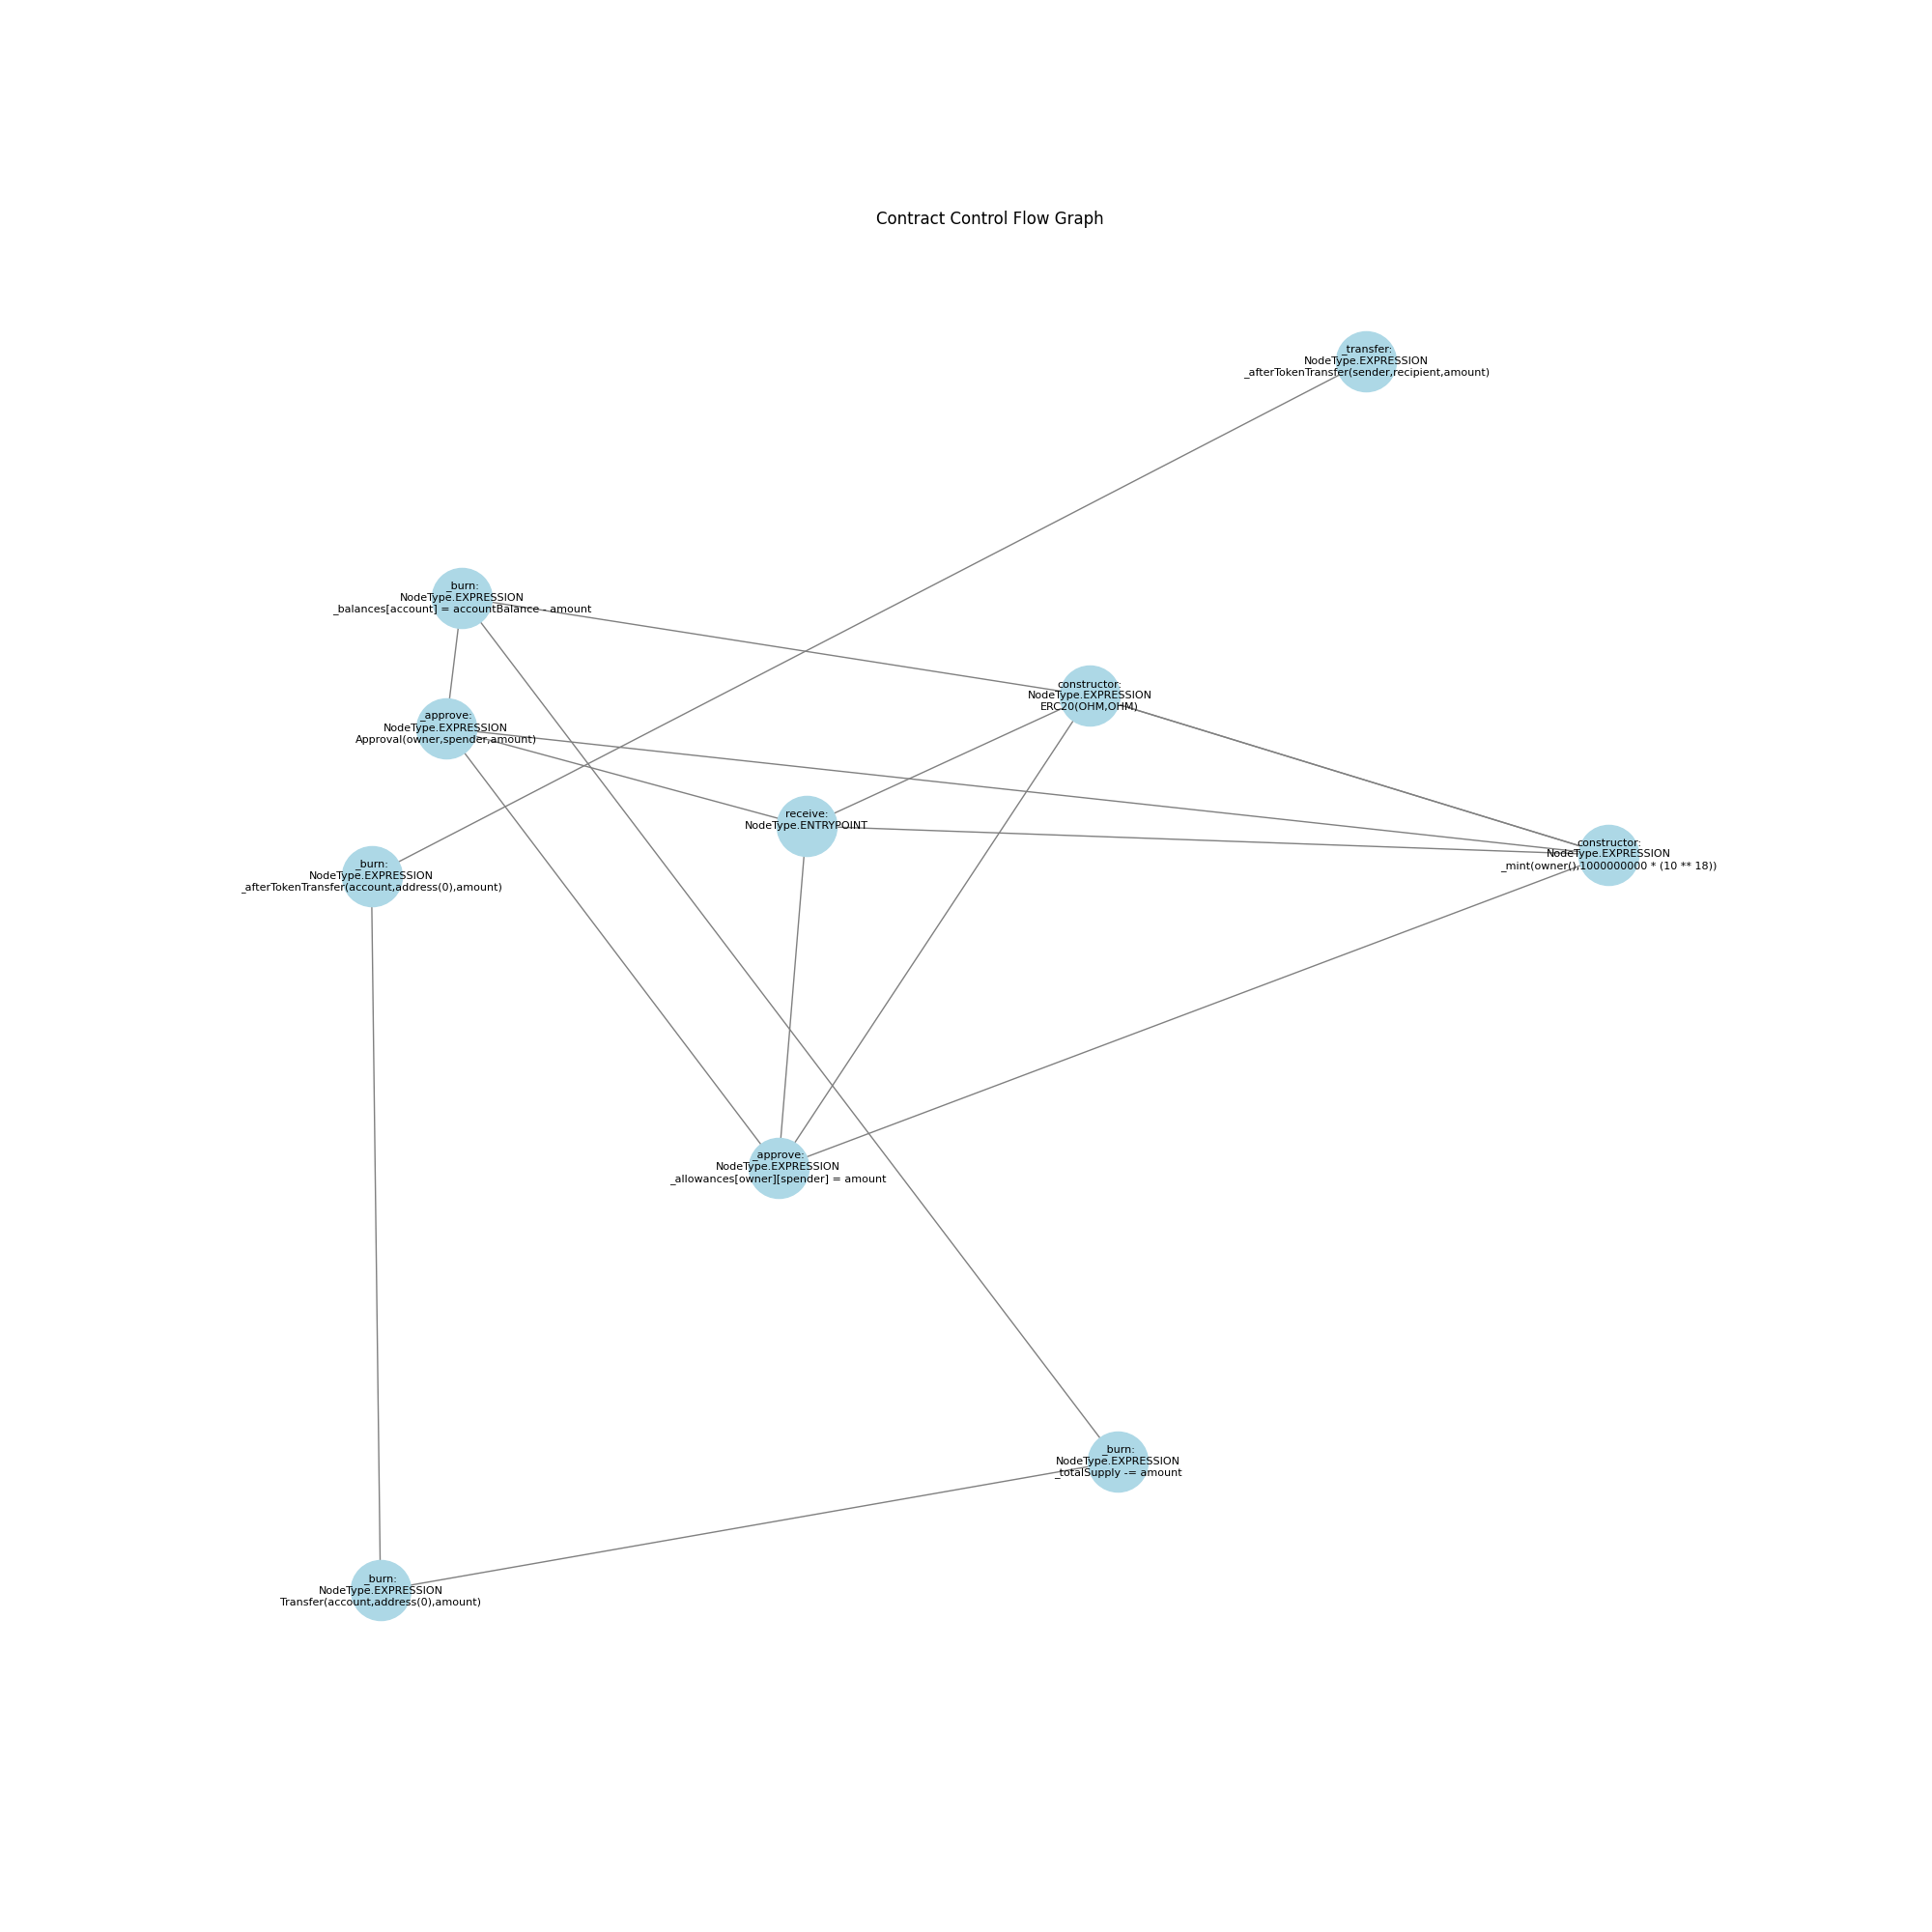 Contract Control Flow Graph
_transfer:
NodeType.EXPRESSION
_afterTokenTransfer(sender,recipient,amount)
_burn:
NodeType.EXPRESSION
_balances[account] = accountBalance - amount
constructor:
NodeType.EXPRESSION
ERC20(OHM,OHM)
_approve:
NodeType.EXPRESSION
Approval(owner,spender,amount)
receive:
NodeType.ENTRYPOINT
constructor:
NodeType.EXPRESSION
_mint(owner(),1000000000 * (10 ** 18))
_burn:
NodeType.EXPRESSION
_afterTokenTransfer(account,address(0),amount)
_approve:
NodeType.EXPRESSION
_allowances[owner][spender] = amount
_burn:
NodeType.EXPRESSION
_totalSupply -= amount
_burn:
NodeType.EXPRESSION
Transfer(account,address(0),amount)